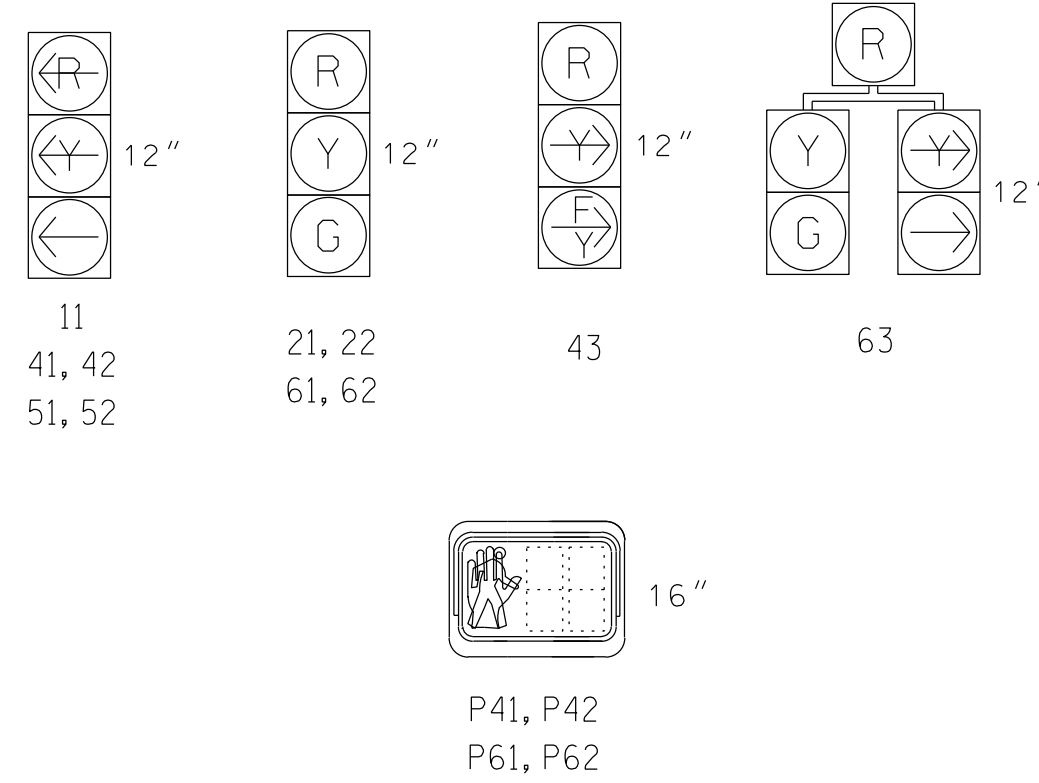 R
Y
12"
11
41, 42
51, 52
R
Y
G
12"
21, 22
61, 62
R
Y
F
Y
12"
43
R
Y
Y
G
12"
63
16"
P41, P42
P61, P62